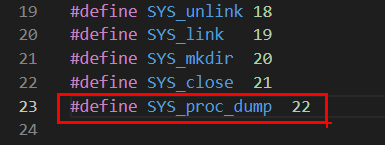 19 #define SYS_unlink 18
20 #define SYS_link   19
21 #define SYS_mkdir  20
22 #define SYS_close  21
23 #define SYS_proc_dump  22
24